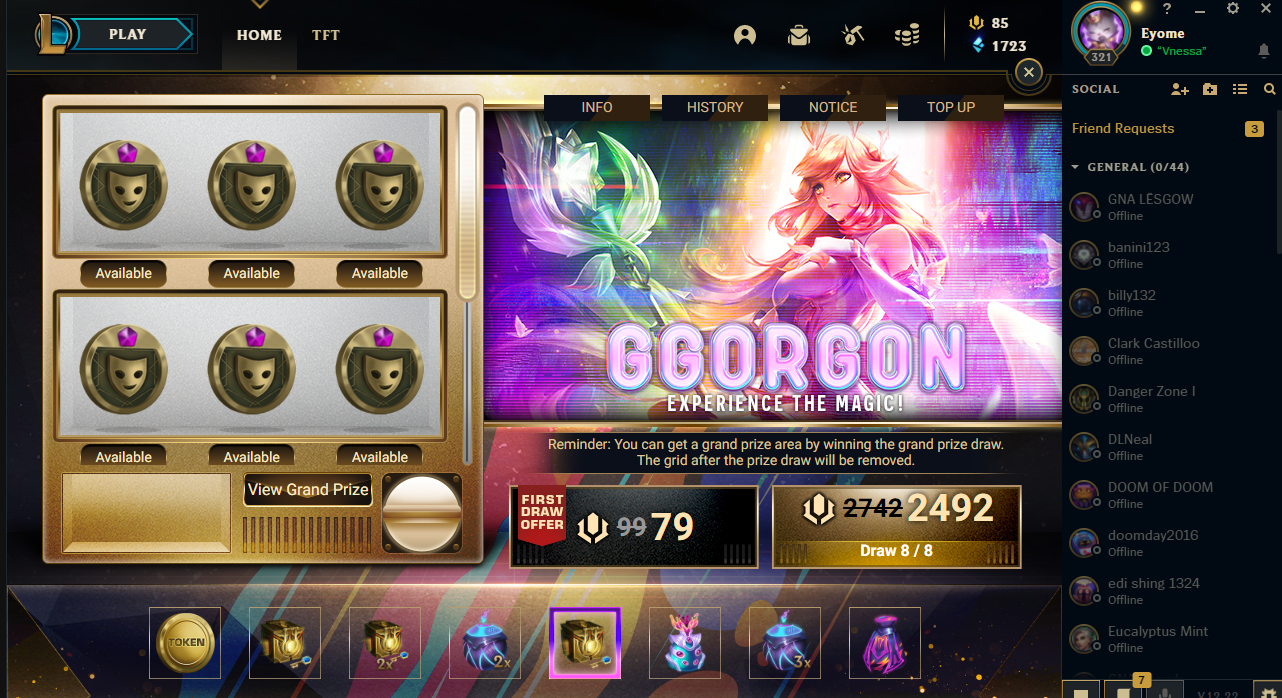 PLAY
HOME
TFT
85
1723
321
Eyome
"Vnessa"
SOCIAL
Friend Requests
3
GENERAL (0/44)
GNA LËSGOW
Offline
banini123
Offline
billy132
Offline
Clark Castilloo
Offline
Danger Zone I
Offline
DLNeal
Offline
DOOM OF DOOM
Offline
doomday2016
Offline
edi shing 1324
Offline
Eucalyptus Mint
Offline
7
V12.22
INFO
HISTORY
NOTICE
TOP UP
Available
Available
Available
Available
Available
Available
View Grand Prize
GGORGON
EXPERIENCE THE MAGIC!
Reminder: You can get a grand prize area by winning the grand prize draw.
The grid after the prize draw will be removed.
FIRST
DRAW
OFFER
99 79
2742 2492
Draw 8 / 8
TOKEN
2x
2x
3x